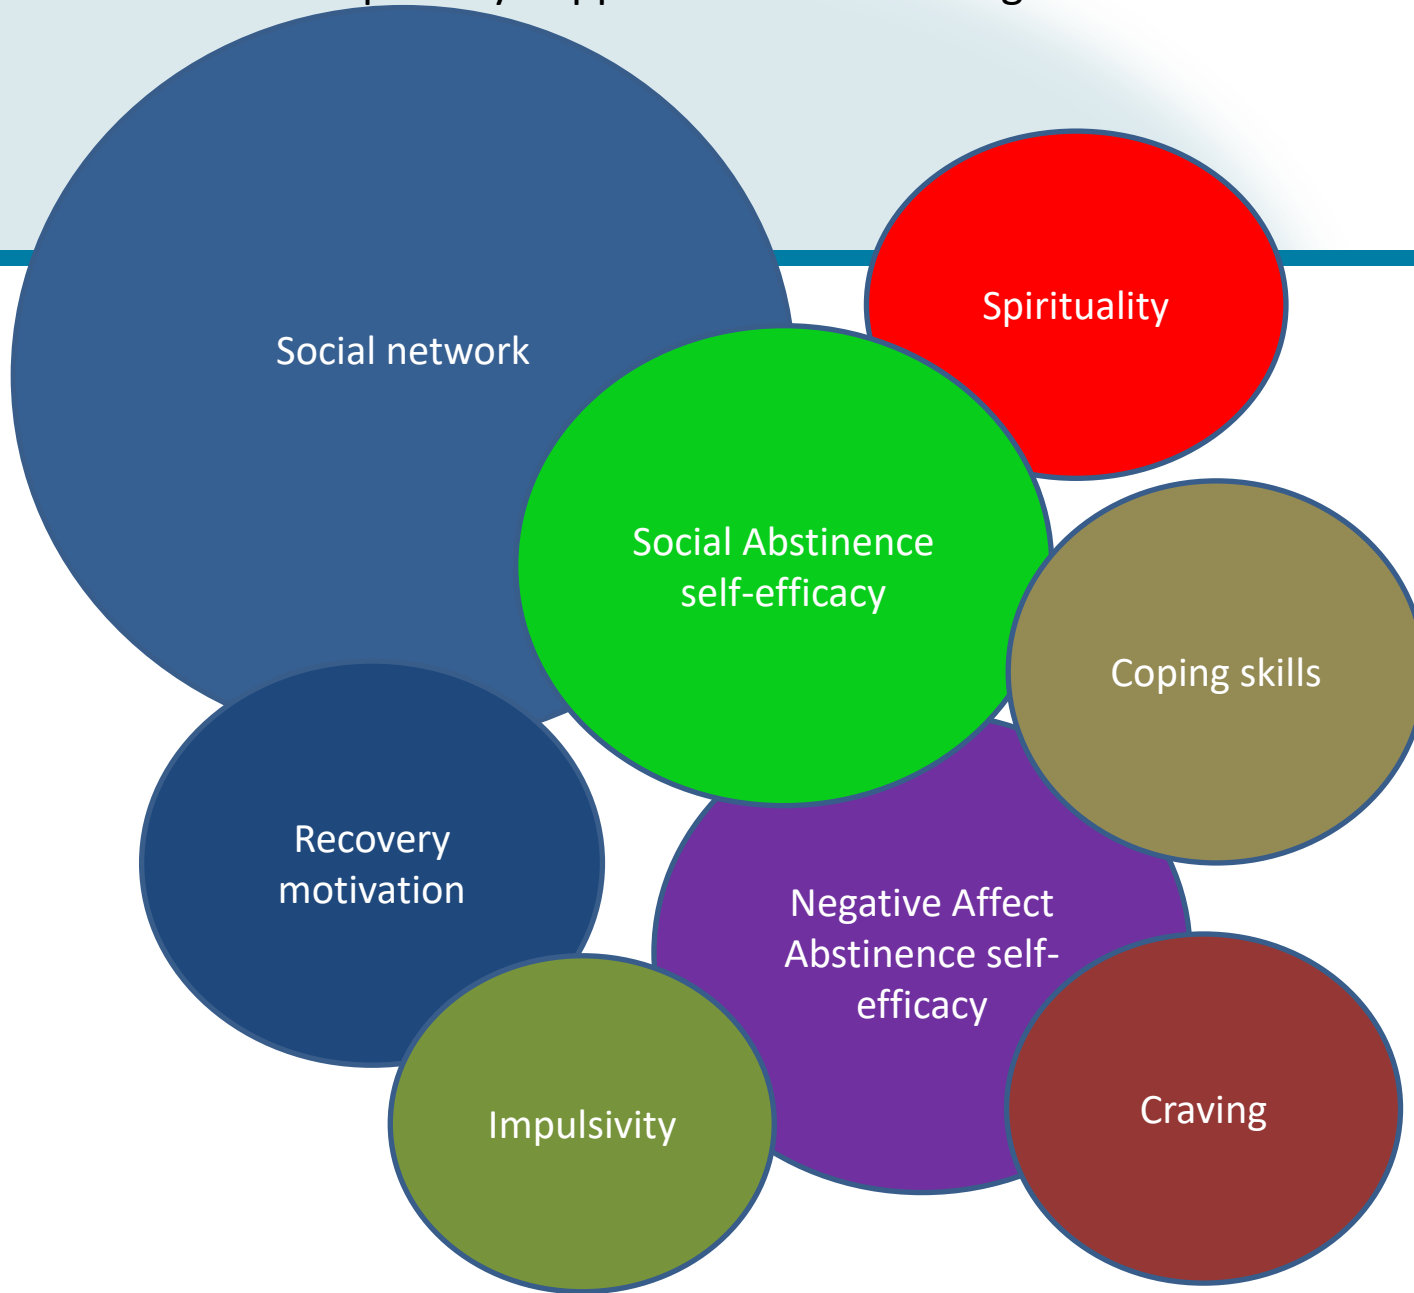 Social network
Spirituality
Social Abstinence
self-efficacy
Coping skills
Recovery
motivation
Negative Affect
Abstinence self-
efficacy
Impulsivity
Craving